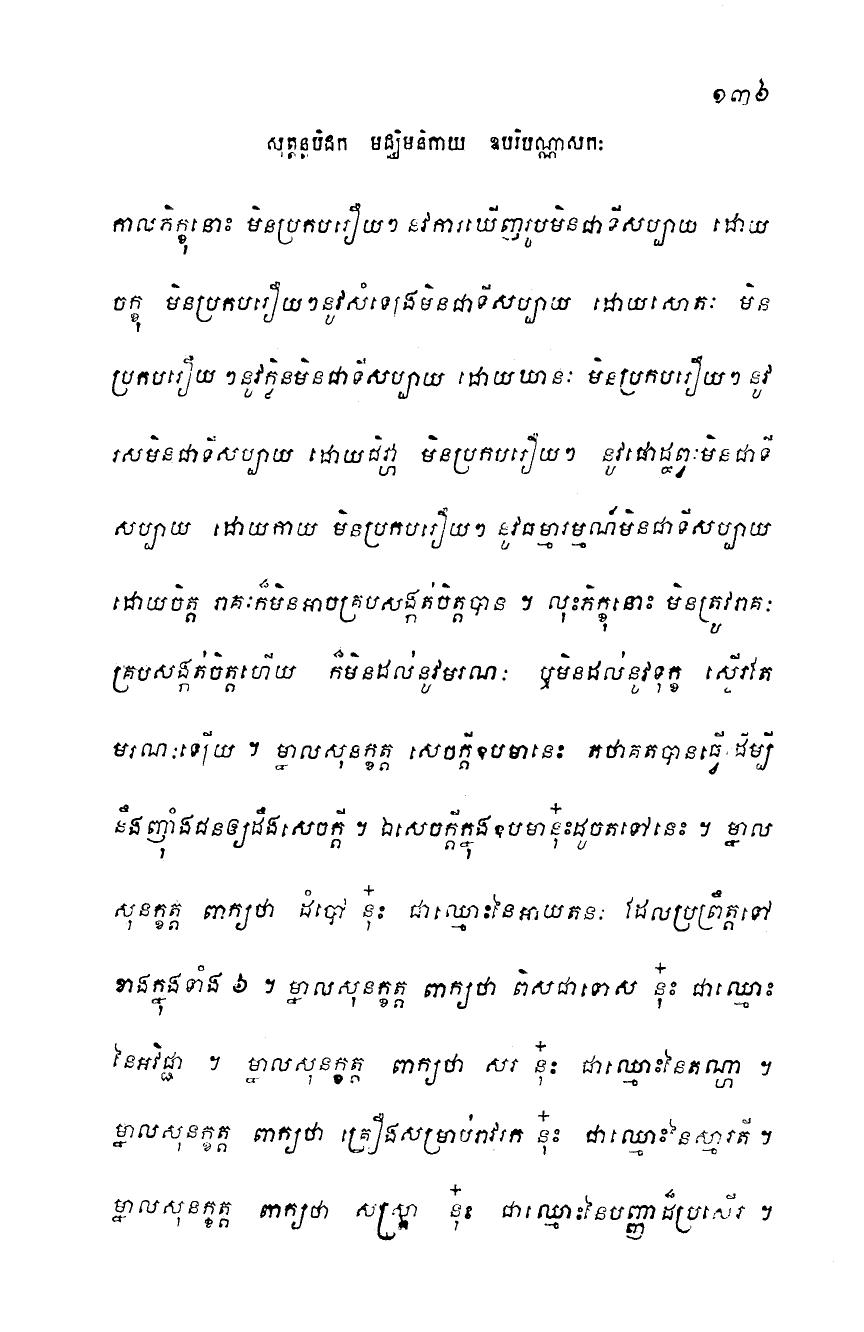 ១៣៦
សុត្តន្តបិដក មជ្ឈិមនិកាយ ឧបរិបណ្ណាសកៈ
កាលភិក្ខុនោះ មិនប្រកបរឿយៗ នូវការឃើញរូបមិនជាទីសប្បាយ ដោយ
ចក្ខុ មិនប្រកបរឿយៗនូវសំឡេងមិនជាទីសប្បាយ ដោយសោតៈ មិន
ប្រកបរឿយ ៗនូវក្លិនមិនជាទីសប្បាយ ដោយឃានៈ មិនប្រកបរឿយៗ នូវ
រសមិនជាទីសប្បាយ ដោយជិវ្ហា មិនប្រកបរឿយៗ នូវផោដ្ឋព្វៈមិនជាទី
សប្បាយ ដោយកាយ មិនប្រកបរឿយៗ នូវធម្មារម្មណ៍មិនជាទីសប្បាយ
ដោយចិត្ត រាគៈក៏មិនអាចគ្របសង្កត់ចិត្តបាន ។ លុះភិក្ខុនោះ មិនត្រូវរាគៈ
គ្របសង្កត់ចិត្តហើយ ក៏មិនដល់នូវមរណៈ ឬមិនដល់នូវទុក្ខ ស្ទើរតែ
មរណៈឡើយ ។ ម្នាលសុនក្ខត្ត សេចក្តីឧបមានេះ តថាគតបានធ្វើ ដើម្បី
នឹងញុំាងជនឲ្យដឹងសេចក្តី ។ ឯសេចក្តីក្នុងឧបមានុ៎ះដូចតទៅនេះ ។ ម្នាល
សុនក្ខត្ត ពាក្យថា ដំបៅ នុ៎ះ ជាឈ្មោះនៃអាយតនៈ ដែលប្រព្រឹត្តទៅ
ខាងក្នុងទាំង ៦ ។ ម្នាលសុនក្ខត្ត ពាក្យថា ពិសជាទោស នុ៎ះ ជាឈ្មោះ
នៃអវិជ្ជា ។ ម្នាលសុនក្ខត្ត ពាក្យថា សរ នុ៎ះ ជាឈ្មោះនៃតណ្ហា ។
ម្នាលសុនក្ខត្ត ពាក្យថា គ្រឿងសម្រាប់រាវរក នុ៎ះ ជាឈ្មោះនៃស្មារតី ។
ម្នាលសុនក្ខត្ត ពាក្យថា សស្ត្រា នុ៎ះ ជាឈ្មោះនៃបញ្ញាដ៏ប្រសើរ ។